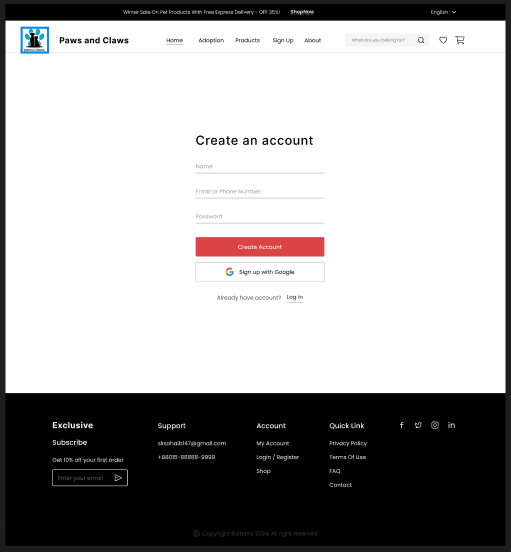 Winter Sale On Pet Products With Free Express Delivery - OFF 35%! ShopNow English
Paws and Claws Home Adoption Products Sign Up About What are you looking for?
Create an account
Name
Email or Phone Number
Password
Create Account
Sign up with Google
Already have account? Log in
Exclusive
Subscribe
Get 10% off your first order
Enter your email
Support
sksohaib147@gmail.com
+88015-88888-9999
Account
My Account
Login / Register
Shop
Quick Link
Privacy Policy
Terms Of Use
FAQ
Contact
© Copyright Buitems 2024. All right reserved